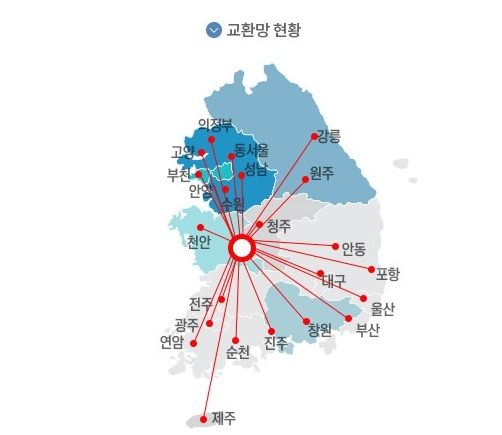 교환망 현황
의정부
강릉
고양
동서울
성남
부천
원주
안양
수원
청주
천안
안동
포항
대구
전주
울산
광주
창원
부산
연암
진주
순천
제주